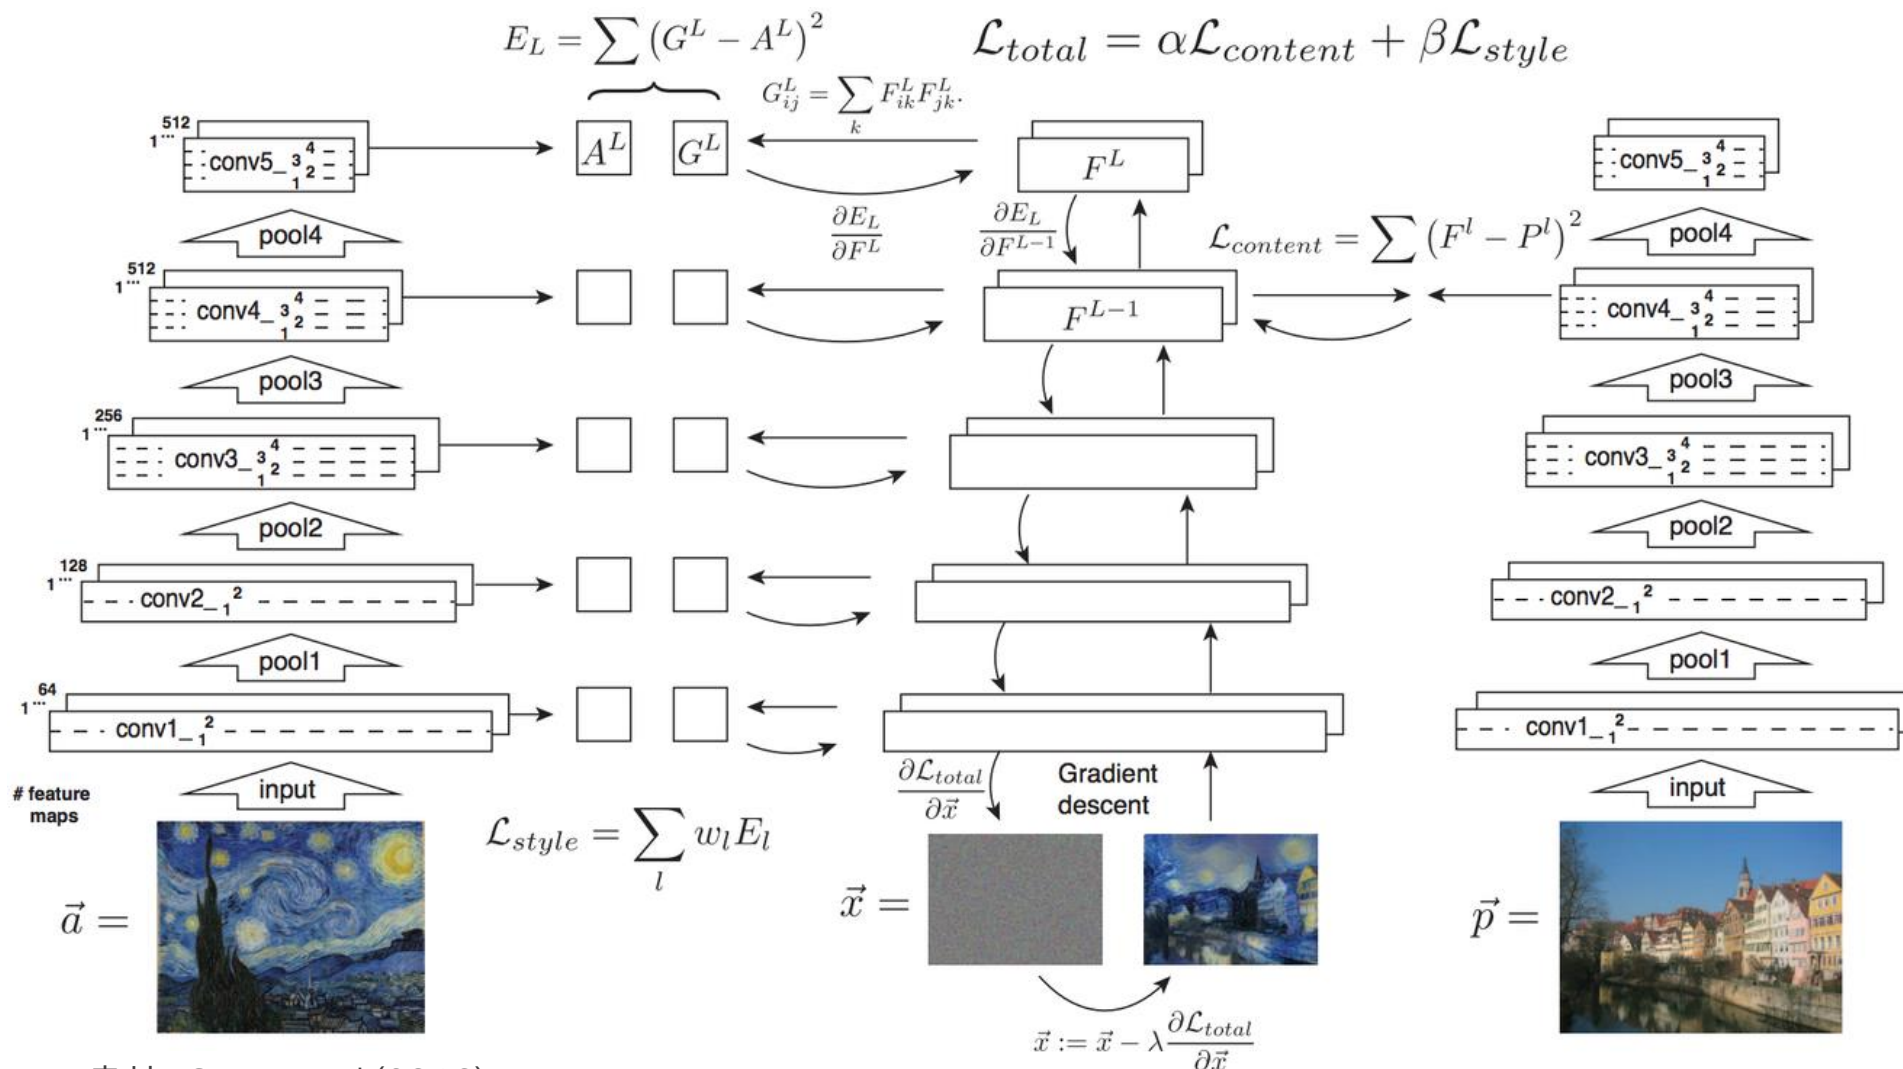 E_L = ∑ (G^L − A^L)^2
ℒ_total = αℒ_content + βℒ_style
G^L_ij = ∑_k F^L_ik F^L_jk.
512
1...
conv5_ 1 2 3 4
A^L
G^L
F^L
conv5_ 1 2 3 4
∂E_L/∂F^L
∂E_L/∂F^{L−1}
ℒ_content = ∑ (F^l − P^l)^2
pool4
pool4
512
1...
conv4_ 1 2 3 4
F^{L−1}
conv4_ 1 2 3 4
pool3
pool3
256
1...
conv3_ 1 2 3 4
conv3_ 1 2 3 4
pool2
pool2
128
1...
conv2_ 1 2
conv2_ 1 2
pool1
pool1
64
1...
conv1_ 1 2
conv1_ 1 2
input
input
# feature
maps
∂ℒ_total/∂x⃗
Gradient
descent
ℒ_style = ∑_l w_l E_l
a⃗ =
x⃗ =
p⃗ =
x⃗ := x⃗ − λ ∂ℒ_total/∂x⃗